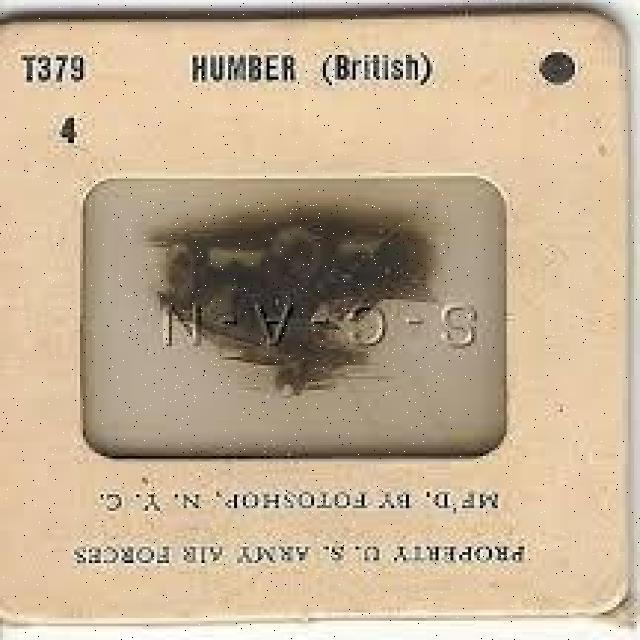 T379 HUMBER (British)
4
S-C-A-N
MF'D. BY FOTOSHOP, N. Y. C.
PROPERTY U. S. ARMY AIR FORCES